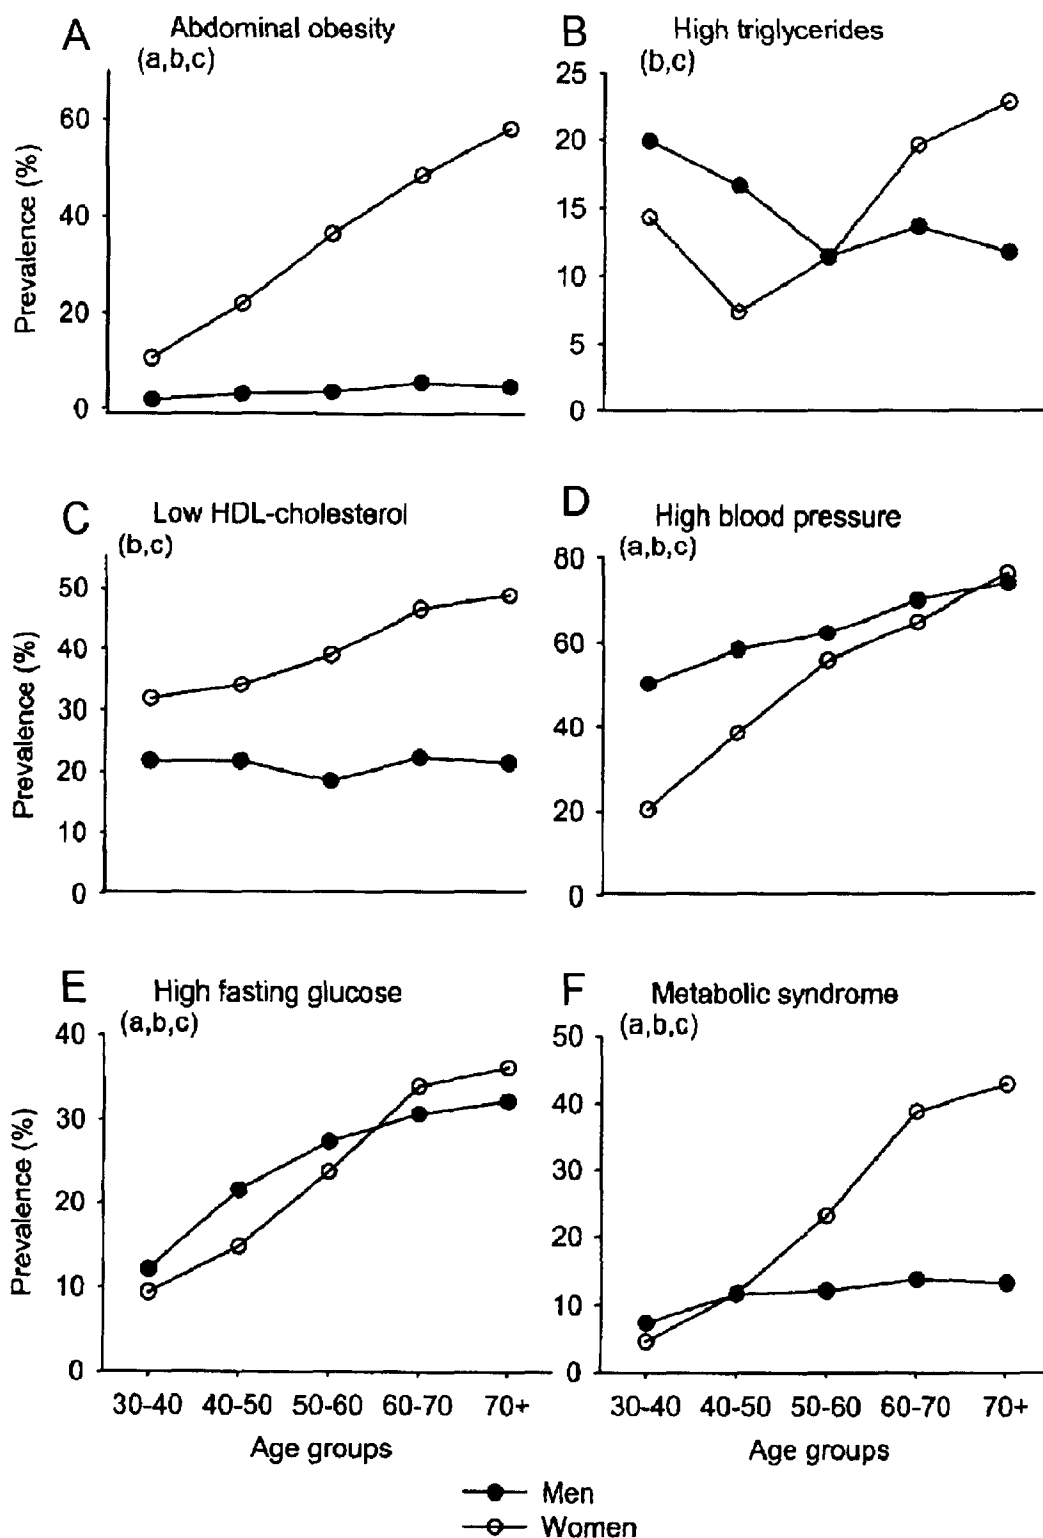 A Abdominal obesity
(a,b,c)
Prevalence (%)
60
40
20
0
B High triglycerides
(b,c)
25
20
15
10
5
0
C Low HDL-cholesterol
(b,c)
Prevalence (%)
50
40
30
20
10
0
D High blood pressure
(a,b,c)
80
60
40
20
0
E High fasting glucose
(a,b,c)
Prevalence (%)
40
30
20
10
0
30-40 40-50 50-60 60-70 70+
Age groups
F Metabolic syndrome
(a,b,c)
50
40
30
20
10
0
30-40 40-50 50-60 60-70 70+
Age groups
Men
Women